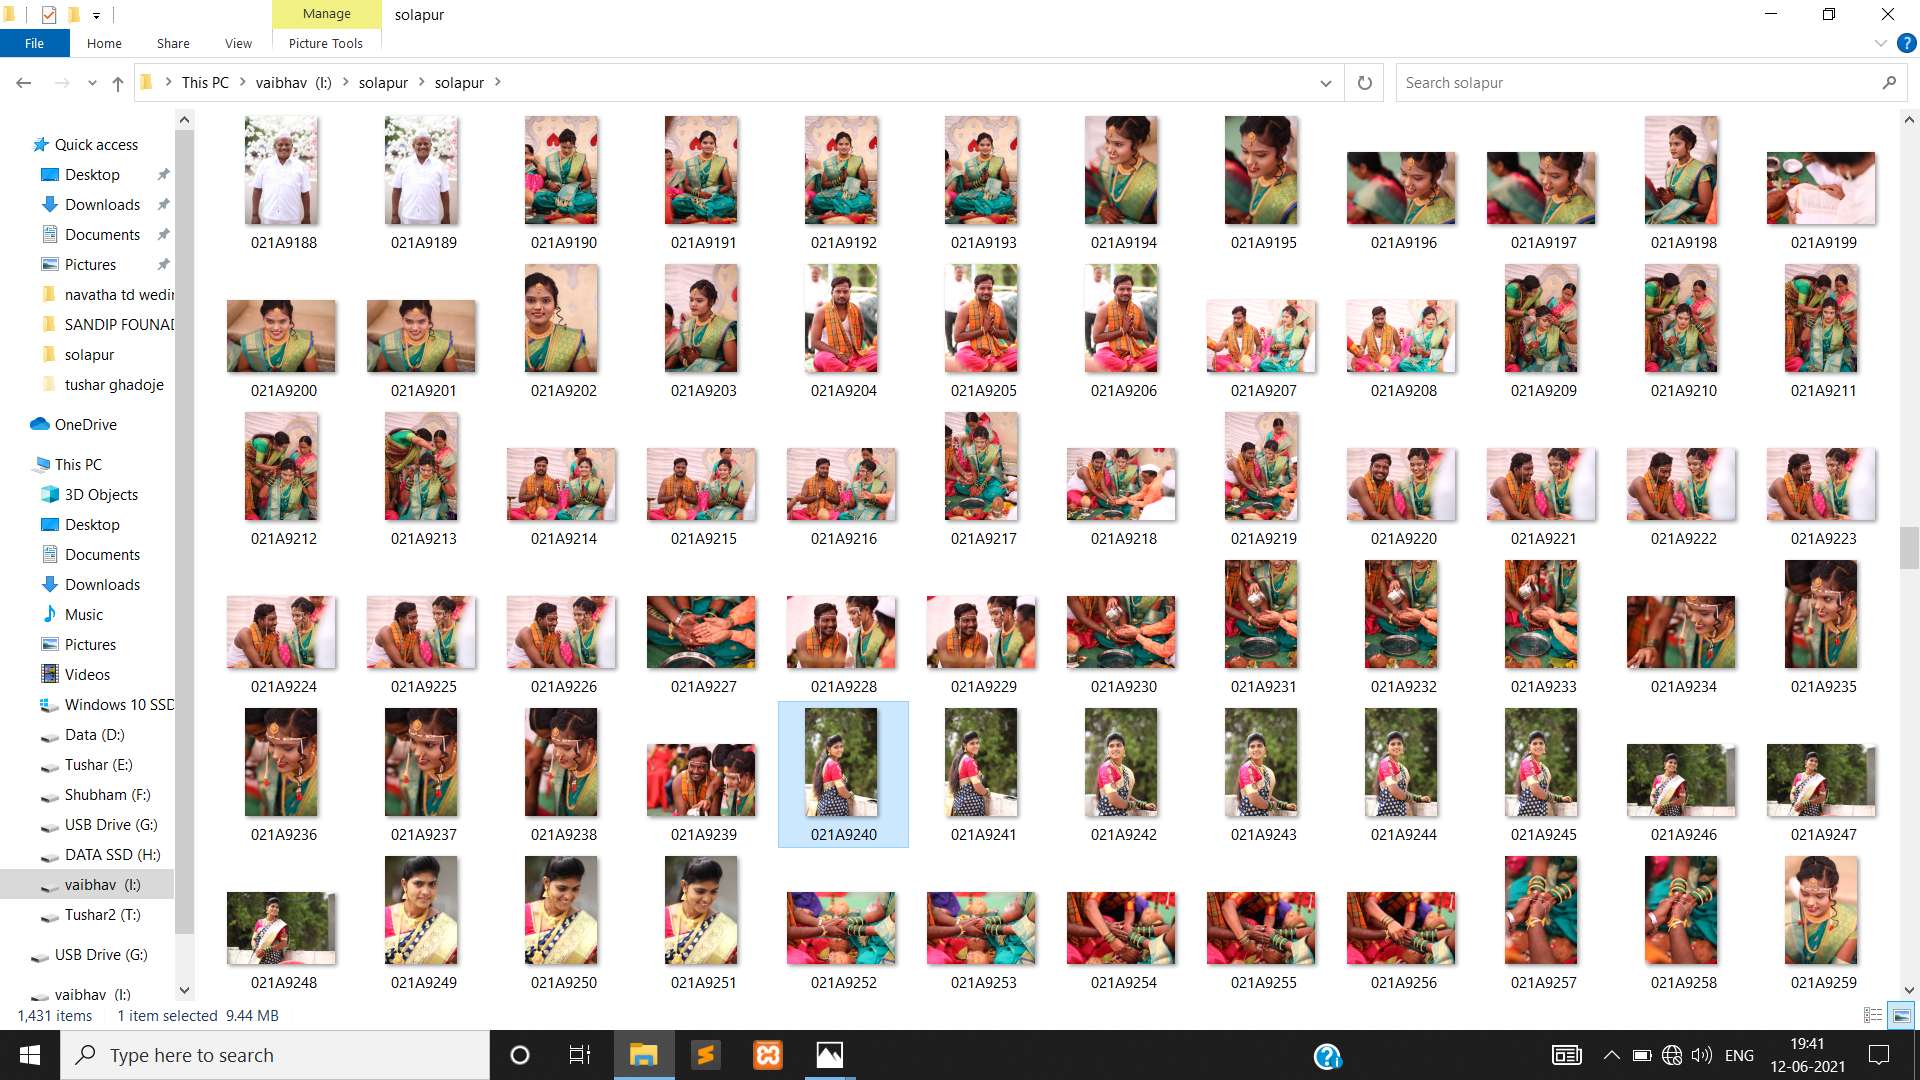 Manage
solapur
File
Home
Share
View
Picture Tools
This PC
vaibhav (I:)
solapur
solapur
Search solapur
Quick access
Desktop
Downloads
Documents
Pictures
navatha td wedin
SANDIP FOUNAD
solapur
tushar ghadoje
OneDrive
This PC
3D Objects
Desktop
Documents
Downloads
Music
Pictures
Videos
Windows 10 SSD
Data (D:)
Tushar (E:)
Shubham (F:)
USB Drive (G:)
DATA SSD (H:)
vaibhav (I:)
Tushar2 (T:)
USB Drive (G:)
vaibhav (I:)
021A9188 021A9189 021A9190 021A9191 021A9192 021A9193 021A9194 021A9195 021A9196 021A9197 021A9198 021A9199
021A9200 021A9201 021A9202 021A9203 021A9204 021A9205 021A9206 021A9207 021A9208 021A9209 021A9210 021A9211
021A9212 021A9213 021A9214 021A9215 021A9216 021A9217 021A9218 021A9219 021A9220 021A9221 021A9222 021A9223
021A9224 021A9225 021A9226 021A9227 021A9228 021A9229 021A9230 021A9231 021A9232 021A9233 021A9234 021A9235
021A9236 021A9237 021A9238 021A9239 021A9240 021A9241 021A9242 021A9243 021A9244 021A9245 021A9246 021A9247
021A9248 021A9249 021A9250 021A9251 021A9252 021A9253 021A9254 021A9255 021A9256 021A9257 021A9258 021A9259
1,431 items 1 item selected 9.44 MB
Type here to search
ENG
19:41
12-06-2021